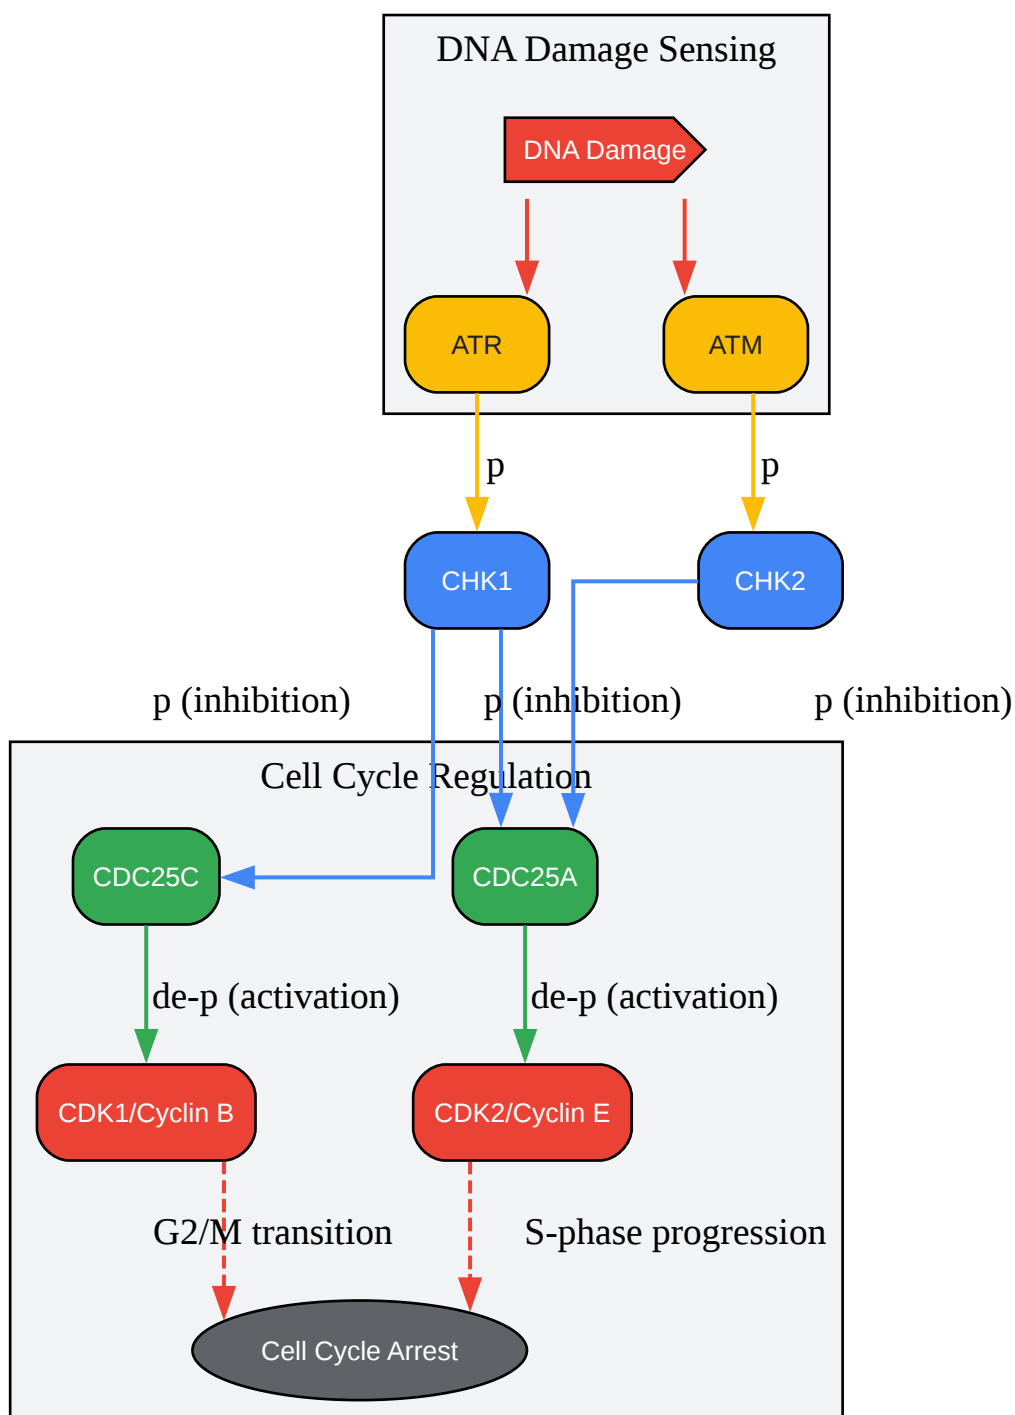 DNA Damage Sensing
DNA Damage
ATR
ATM
p
p
CHK1
CHK2
p (inhibition)
p (inhibition)
p (inhibition)
Cell Cycle Regulation
CDC25C
CDC25A
de-p (activation)
de-p (activation)
CDK1/Cyclin B
CDK2/Cyclin E
G2/M transition
S-phase progression
Cell Cycle Arrest